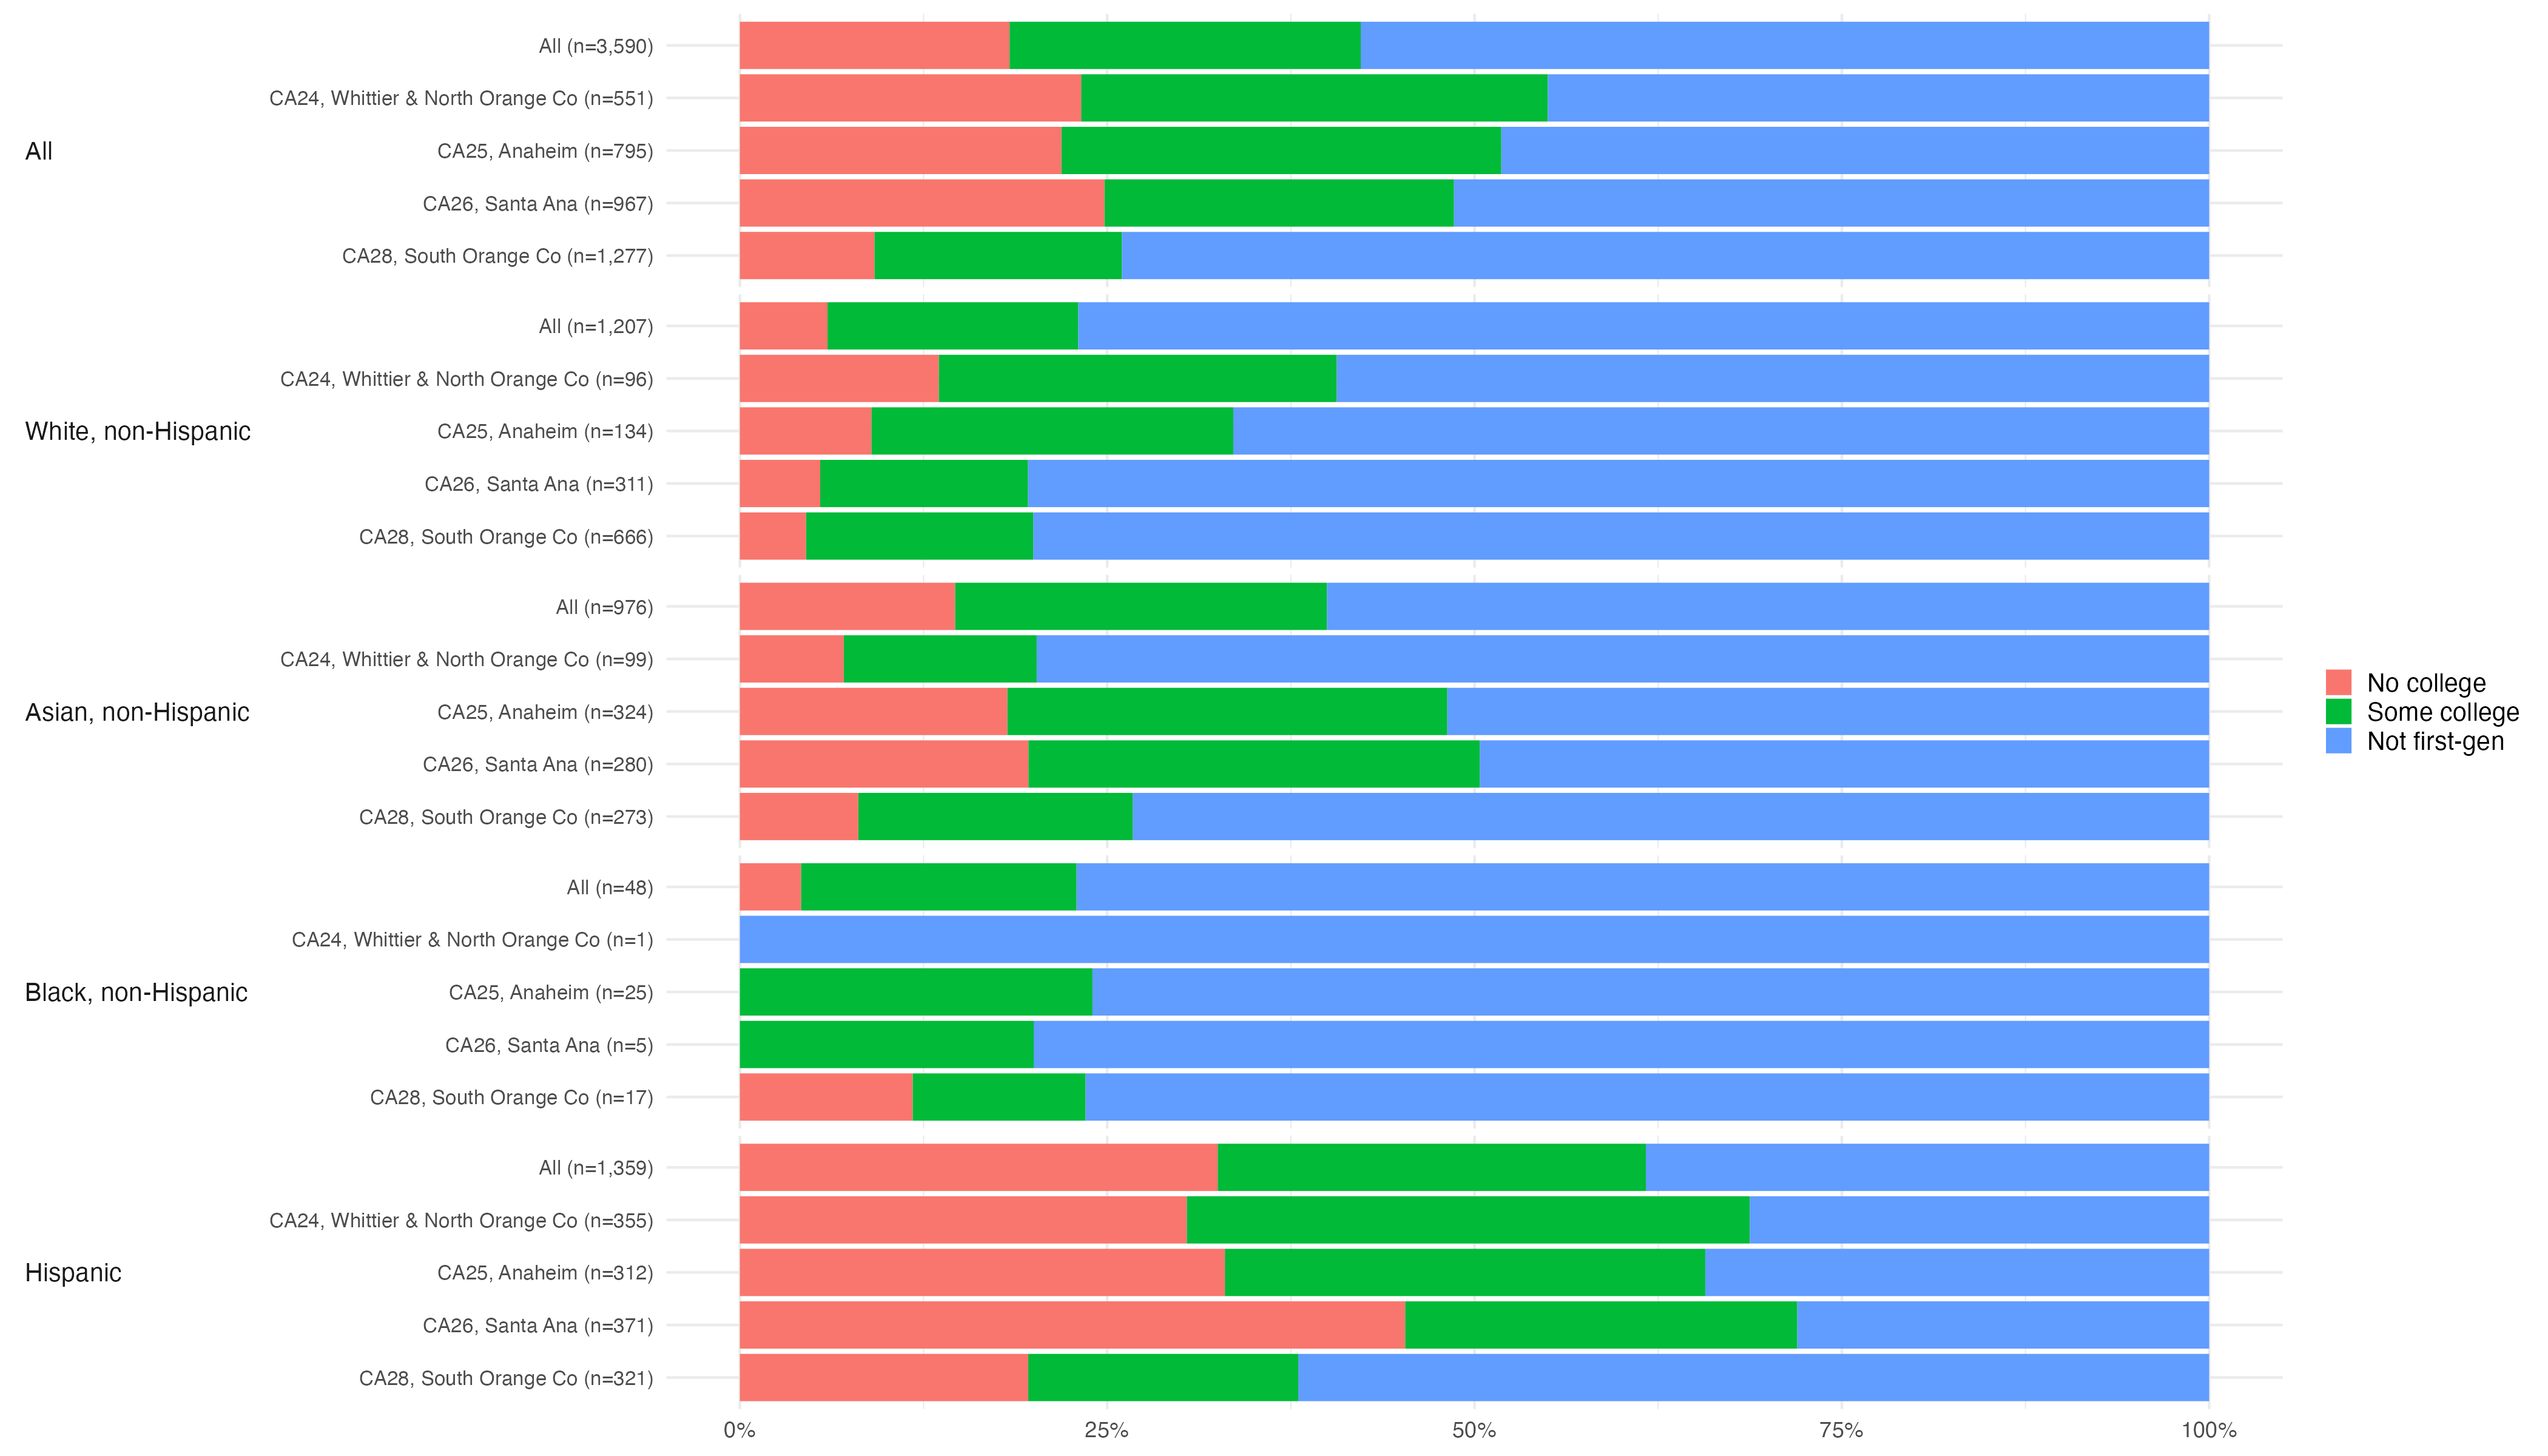 All
All (n=3,590)
CA24, Whittier & North Orange Co (n=551)
CA25, Anaheim (n=795)
CA26, Santa Ana (n=967)
CA28, South Orange Co (n=1,277)
White, non-Hispanic
All (n=1,207)
CA24, Whittier & North Orange Co (n=96)
CA25, Anaheim (n=134)
CA26, Santa Ana (n=311)
CA28, South Orange Co (n=666)
Asian, non-Hispanic
All (n=976)
CA24, Whittier & North Orange Co (n=99)
CA25, Anaheim (n=324)
CA26, Santa Ana (n=280)
CA28, South Orange Co (n=273)
Black, non-Hispanic
All (n=48)
CA24, Whittier & North Orange Co (n=1)
CA25, Anaheim (n=25)
CA26, Santa Ana (n=5)
CA28, South Orange Co (n=17)
Hispanic
All (n=1,359)
CA24, Whittier & North Orange Co (n=355)
CA25, Anaheim (n=312)
CA26, Santa Ana (n=371)
CA28, South Orange Co (n=321)
0% 25% 50% 75% 100%
No college
Some college
Not first-gen